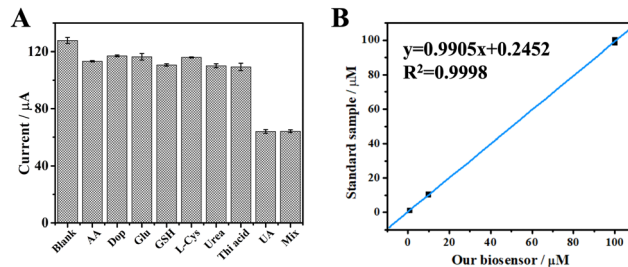 A
Current / μA
120
80
40
0
Blank
AA
Dop
Glu
GSH
L-Cys
Urea
Thi acid
UA
Mix
B
y=0.9905x+0.2452
R²=0.9998
Standard sample / μM
100
80
60
40
20
0
0 20 40 60 80 100
Our biosensor / μM